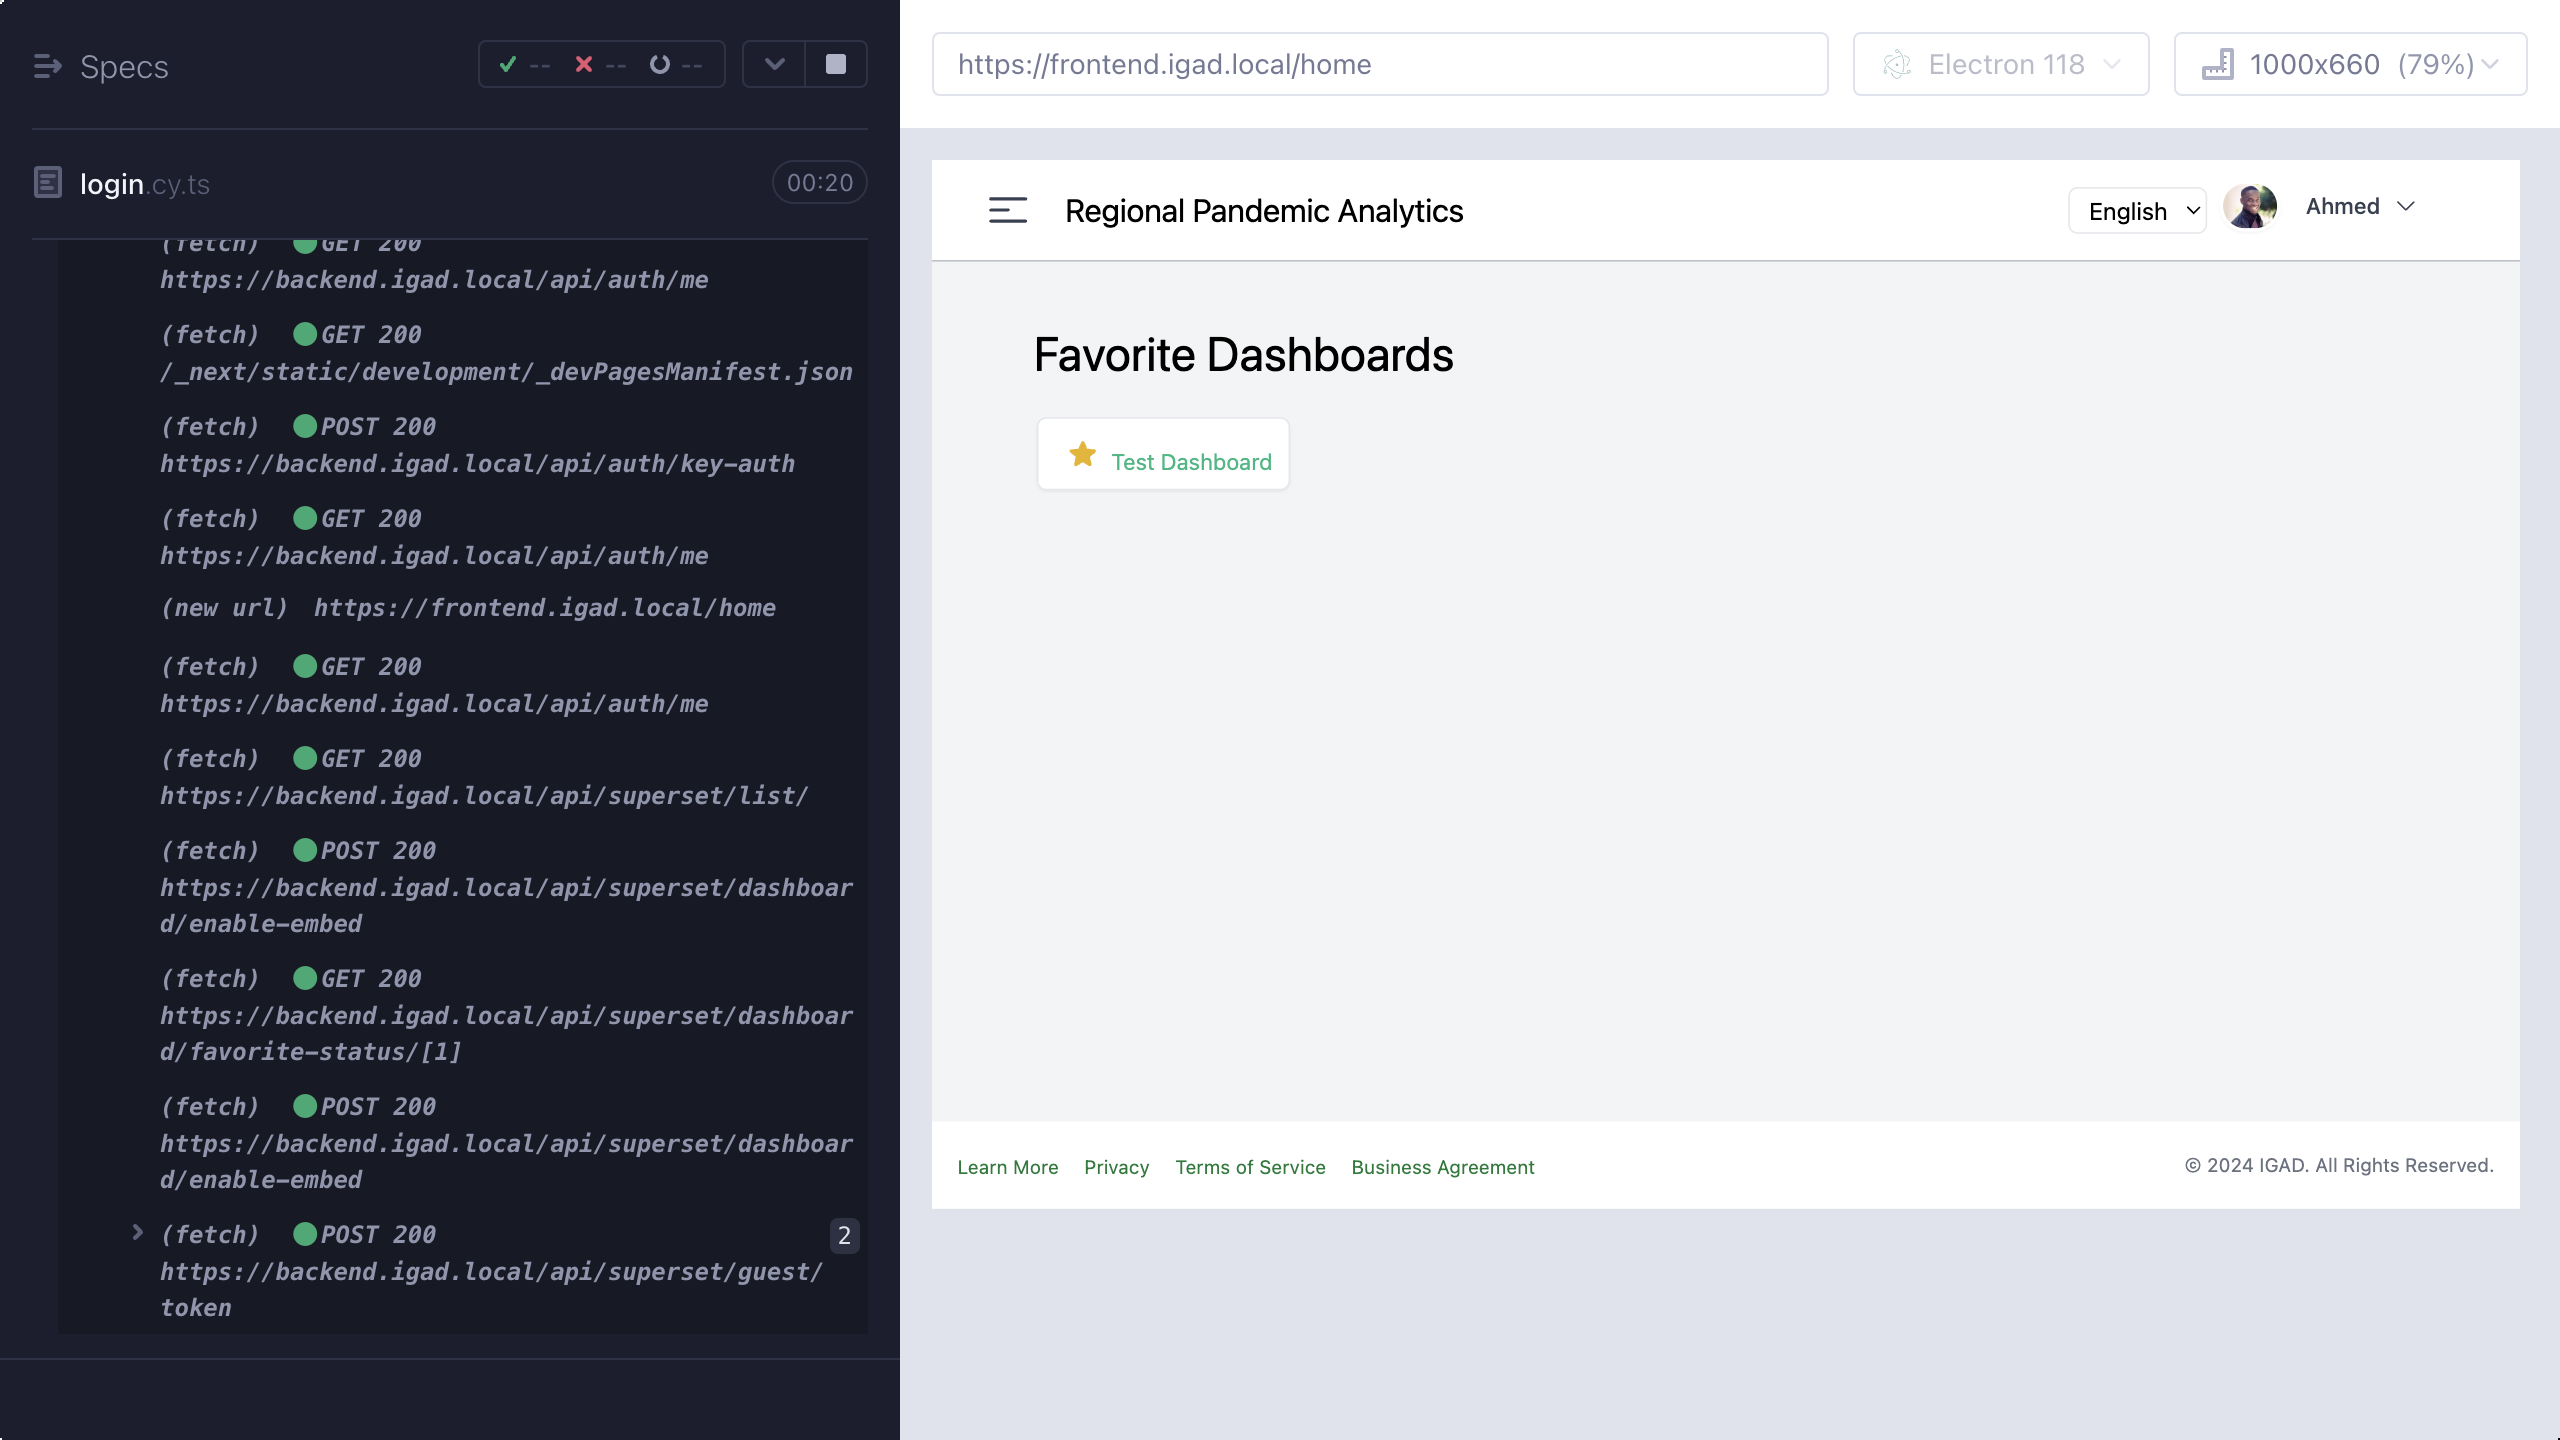 Specs
-- -- --
login.cy.ts
00:20
(fetch) GET 200
https://backend.igad.local/api/auth/me
(fetch) GET 200
/_next/static/development/_devPagesManifest.json
(fetch) POST 200
https://backend.igad.local/api/auth/key-auth
(fetch) GET 200
https://backend.igad.local/api/auth/me
(new url) https://frontend.igad.local/home
(fetch) GET 200
https://backend.igad.local/api/auth/me
(fetch) GET 200
https://backend.igad.local/api/superset/list/
(fetch) POST 200
https://backend.igad.local/api/superset/dashboar
d/enable-embed
(fetch) GET 200
https://backend.igad.local/api/superset/dashboar
d/favorite-status/[1]
(fetch) POST 200
https://backend.igad.local/api/superset/dashboar
d/enable-embed
(fetch) POST 200 2
https://backend.igad.local/api/superset/guest/
token
https://frontend.igad.local/home
Electron 118
1000x660 (79%)
Regional Pandemic Analytics
English
Ahmed
Favorite Dashboards
Test Dashboard
Learn More Privacy Terms of Service Business Agreement
© 2024 IGAD. All Rights Reserved.